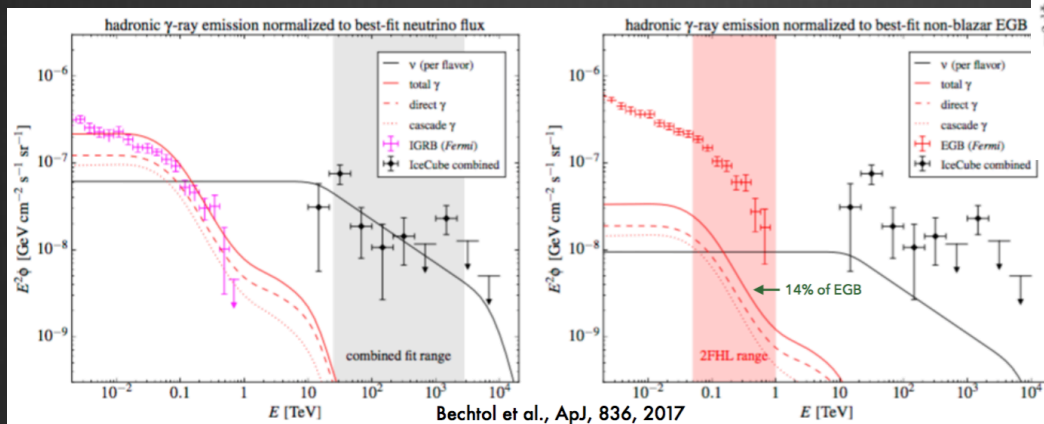 hadronic γ-ray emission normalized to best-fit neutrino flux
10⁻⁶
10⁻⁷
10⁻⁸
10⁻⁹
E²ϕ [GeV cm⁻² s⁻¹ sr⁻¹]
ν (per flavor)
total γ
direct γ
cascade γ
IGRB (Fermi)
IceCube combined
combined fit range
10⁻² 0.1 1 10 10² 10³ 10⁴
E [TeV]
hadronic γ-ray emission normalized to best-fit non-blazar EGB
10⁻⁶
10⁻⁷
10⁻⁸
10⁻⁹
E²ϕ [GeV cm⁻² s⁻¹ sr⁻¹]
ν (per flavor)
total γ
direct γ
cascade γ
EGB (Fermi)
IceCube combined
14% of EGB
2FHL range
10⁻² 0.1 1 10 10² 10³ 10⁴
E [TeV]
Bechtol et al., ApJ, 836, 2017